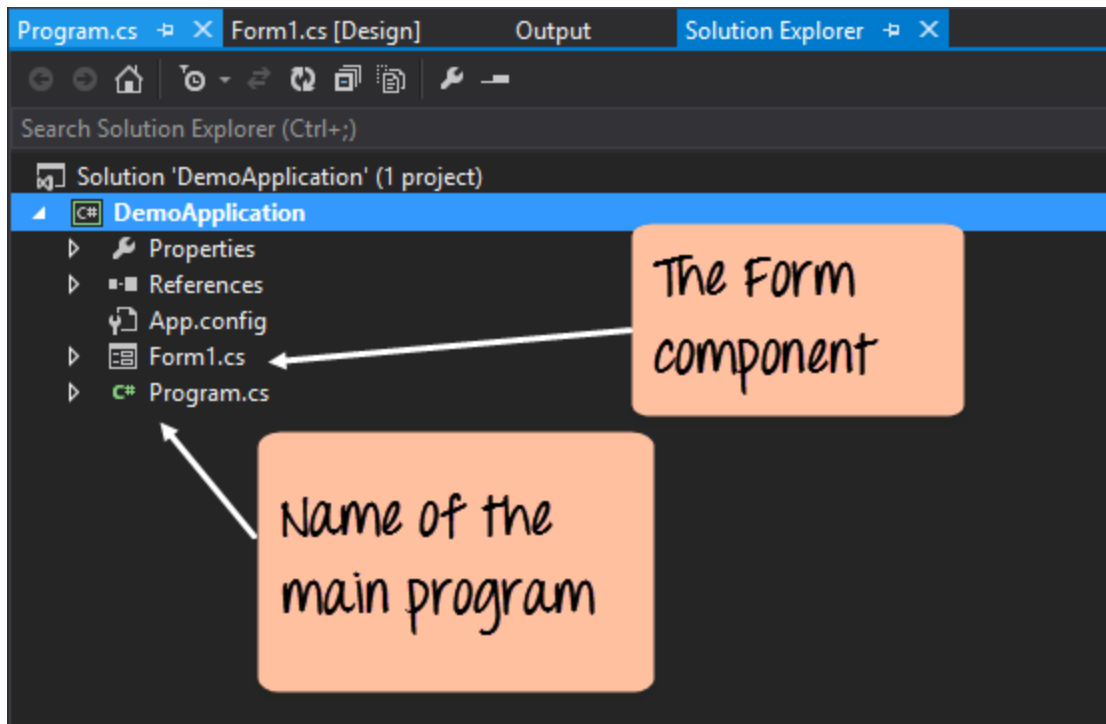 Program.cs Form1.cs [Design] Output Solution Explorer
Search Solution Explorer (Ctrl+;)
Solution 'DemoApplication' (1 project)
C# DemoApplication
Properties
References
App.config
Form1.cs
C# Program.cs
The Form
component
Name of the
main program